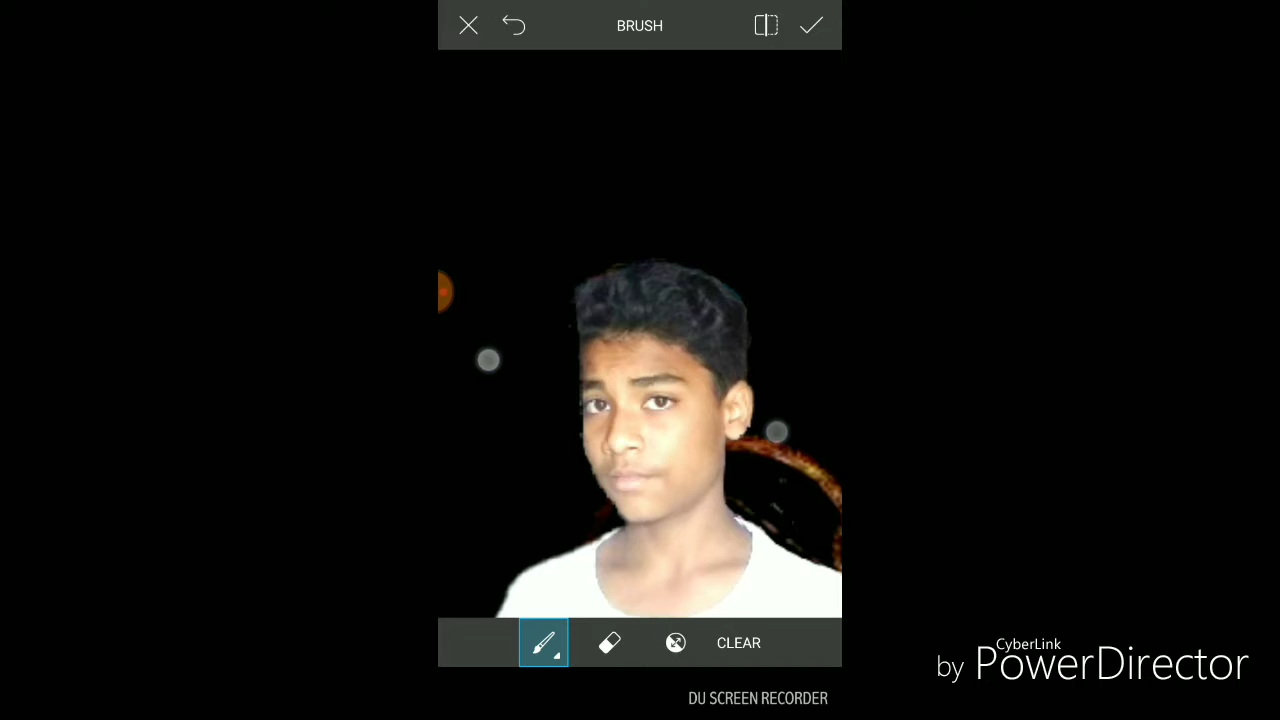 BRUSH
CLEAR
CyberLink
by PowerDirector
DU SCREEN RECORDER